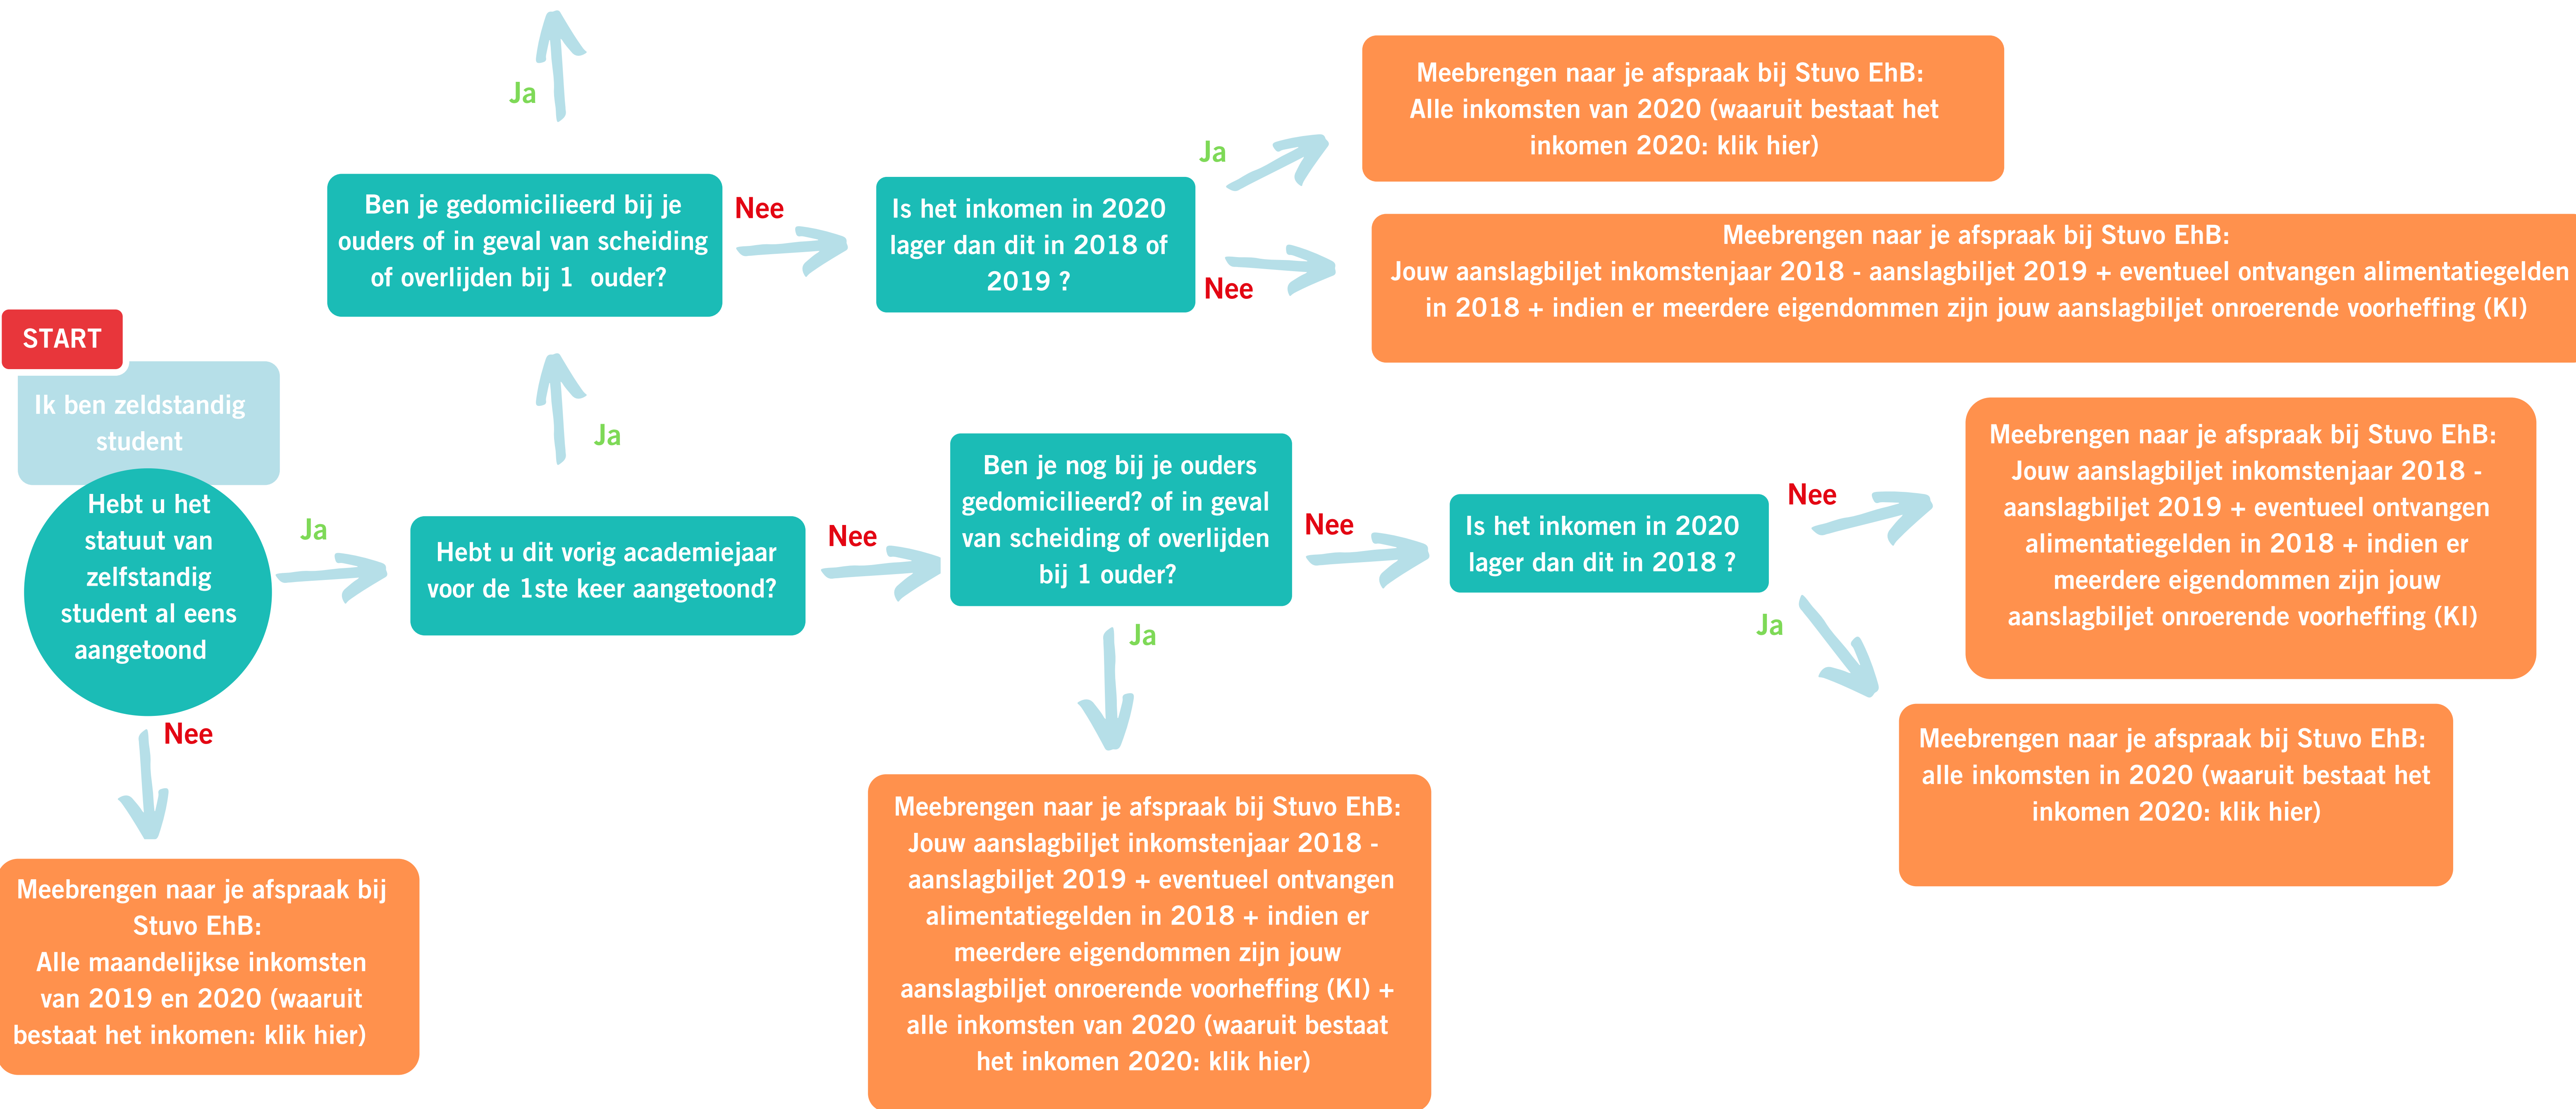 Ja
Meebrengen naar je afspraak bij Stuvo EhB:
Alle inkomsten van 2020 (waaruit bestaat het
inkomen 2020: klik hier)
Ja
Ben je gedomicilieerd bij je
ouders of in geval van scheiding
of overlijden bij 1 ouder?
Nee
Is het inkomen in 2020
lager dan dit in 2018 of
2019 ?
Nee
Meebrengen naar je afspraak bij Stuvo EhB:
Jouw aanslagbiljet inkomstenjaar 2018 - aanslagbiljet 2019 + eventueel ontvangen alimentatiegelden
in 2018 + indien er meerdere eigendommen zijn jouw aanslagbiljet onroerende voorheffing (KI)
START
Ik ben zeldstandig
student
Hebt u het
statuut van
zelfstandig
student al eens
aangetoond
Ja
Ja
Hebt u dit vorig academiejaar
voor de 1ste keer aangetoond?
Nee
Ben je nog bij je ouders
gedomicilieerd? of in geval
van scheiding of overlijden
bij 1 ouder?
Nee
Is het inkomen in 2020
lager dan dit in 2018 ?
Nee
Meebrengen naar je afspraak bij Stuvo EhB:
Jouw aanslagbiljet inkomstenjaar 2018 -
aanslagbiljet 2019 + eventueel ontvangen
alimentatiegelden in 2018 + indien er
meerdere eigendommen zijn jouw
aanslagbiljet onroerende voorheffing (KI)
Ja
Ja
Meebrengen naar je afspraak bij Stuvo EhB:
alle inkomsten in 2020 (waaruit bestaat het
inkomen 2020: klik hier)
Nee
Meebrengen naar je afspraak bij
Stuvo EhB:
Alle maandelijkse inkomsten
van 2019 en 2020 (waaruit
bestaat het inkomen: klik hier)
Meebrengen naar je afspraak bij Stuvo EhB:
Jouw aanslagbiljet inkomstenjaar 2018 -
aanslagbiljet 2019 + eventueel ontvangen
alimentatiegelden in 2018 + indien er
meerdere eigendommen zijn jouw
aanslagbiljet onroerende voorheffing (KI) +
alle inkomsten van 2020 (waaruit bestaat
het inkomen 2020: klik hier)